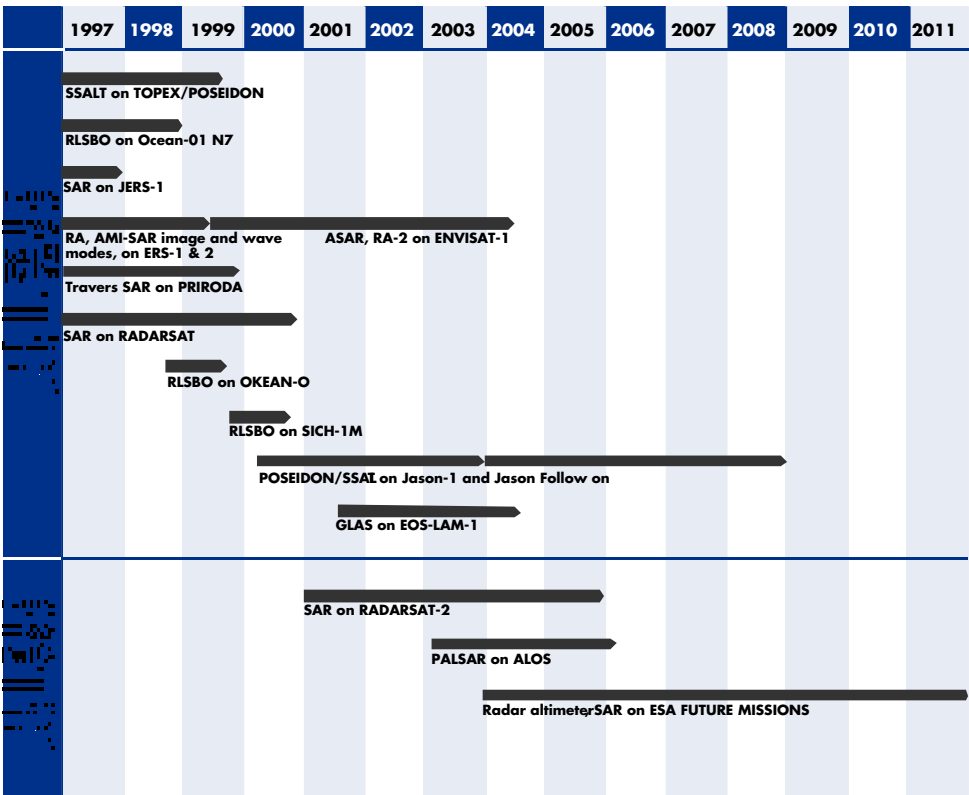 1997 1998 1999 2000 2001 2002 2003 2004 2005 2006 2007 2008 2009 2010 2011
SSALT on TOPEX/POSEIDON
RLSBO on Ocean-01 N7
SAR on JERS-1
RA, AMI-SAR image and wave
modes, on ERS-1 & 2
ASAR, RA-2 on ENVISAT-1
Travers SAR on PRIRODA
SAR on RADARSAT
RLSBO on OKEAN-O
RLSBO on SICH-1M
POSEIDON/SSALT on Jason-1 and Jason Follow on
GLAS on EOS-LAM-1
SAR on RADARSAT-2
PALSAR on ALOS
Radar altimeter, SAR on ESA FUTURE MISSIONS